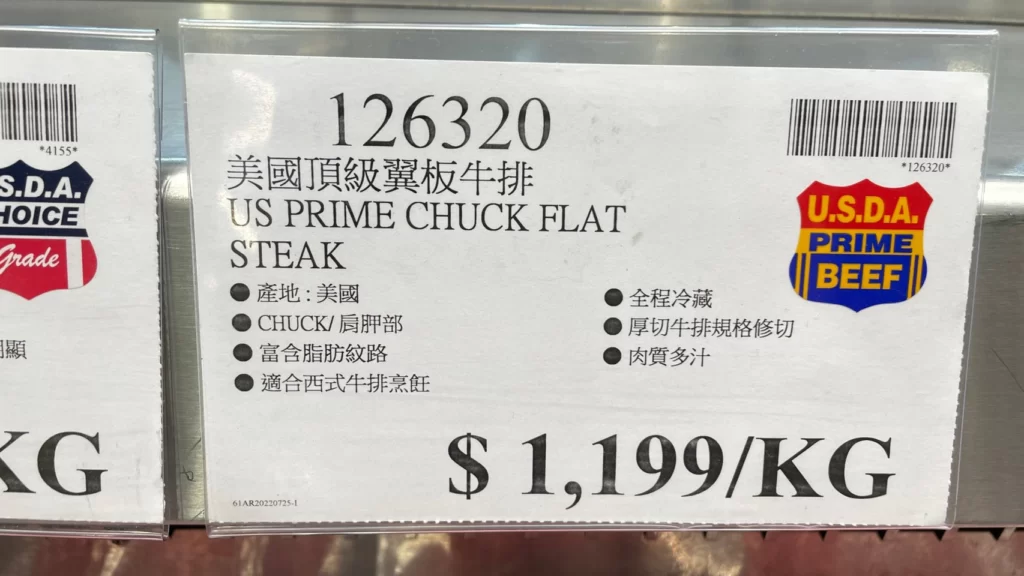 *4155*
S.D.A.
HOICE
Grade
顯
KG
126320
*126320*
美國頂級翼板牛排
US PRIME CHUCK FLAT
STEAK
U.S.D.A.
PRIME
BEEF
● 產地 : 美國
● CHUCK/ 肩胛部
● 富含脂肪紋路
● 適合西式牛排烹飪
● 全程冷藏
● 厚切牛排規格修切
● 肉質多汁
$ 1,199/KG
61AR20220725-1